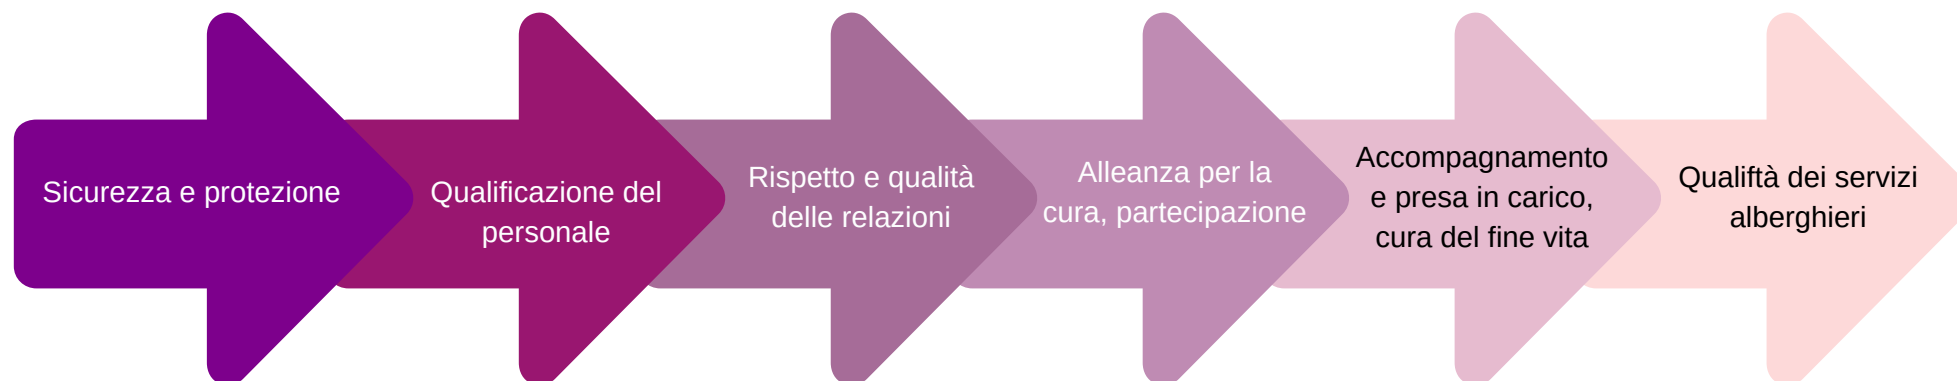 Sicurezza e protezione
Qualificazione del
personale
Rispetto e qualità
delle relazioni
Alleanza per la
cura, partecipazione
Accompagnamento
e presa in carico,
cura del fine vita
Qualiftà dei servizi
alberghieri